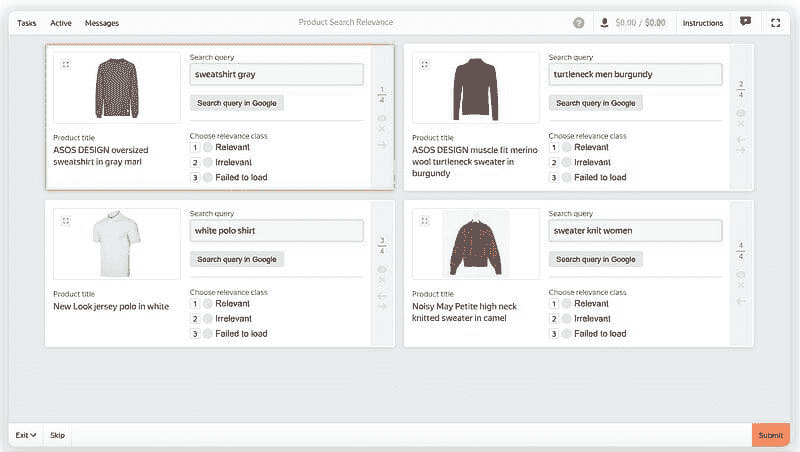 Tasks Active Messages Product Search Relevance ? $0.00 / $0.00 Instructions
Search query
sweatshirt gray
Search query in Google
1
4
Product title
ASOS DESIGN oversized
sweatshirt in gray marl
Choose relevance class
1 Relevant
2 Irrelevant
3 Failed to load
Search query
turtleneck men burgundy
Search query in Google
2
4
Product title
ASOS DESIGN muscle fit merino
wool turtleneck sweater in
burgundy
Choose relevance class
1 Relevant
2 Irrelevant
3 Failed to load
Search query
white polo shirt
Search query in Google
3
4
Product title
New Look jersey polo in white
Choose relevance class
1 Relevant
2 Irrelevant
3 Failed to load
Search query
sweater knit women
Search query in Google
4
4
Product title
Noisy May Petite high neck
knitted sweater in camel
Choose relevance class
1 Relevant
2 Irrelevant
3 Failed to load
Exit Skip Submit